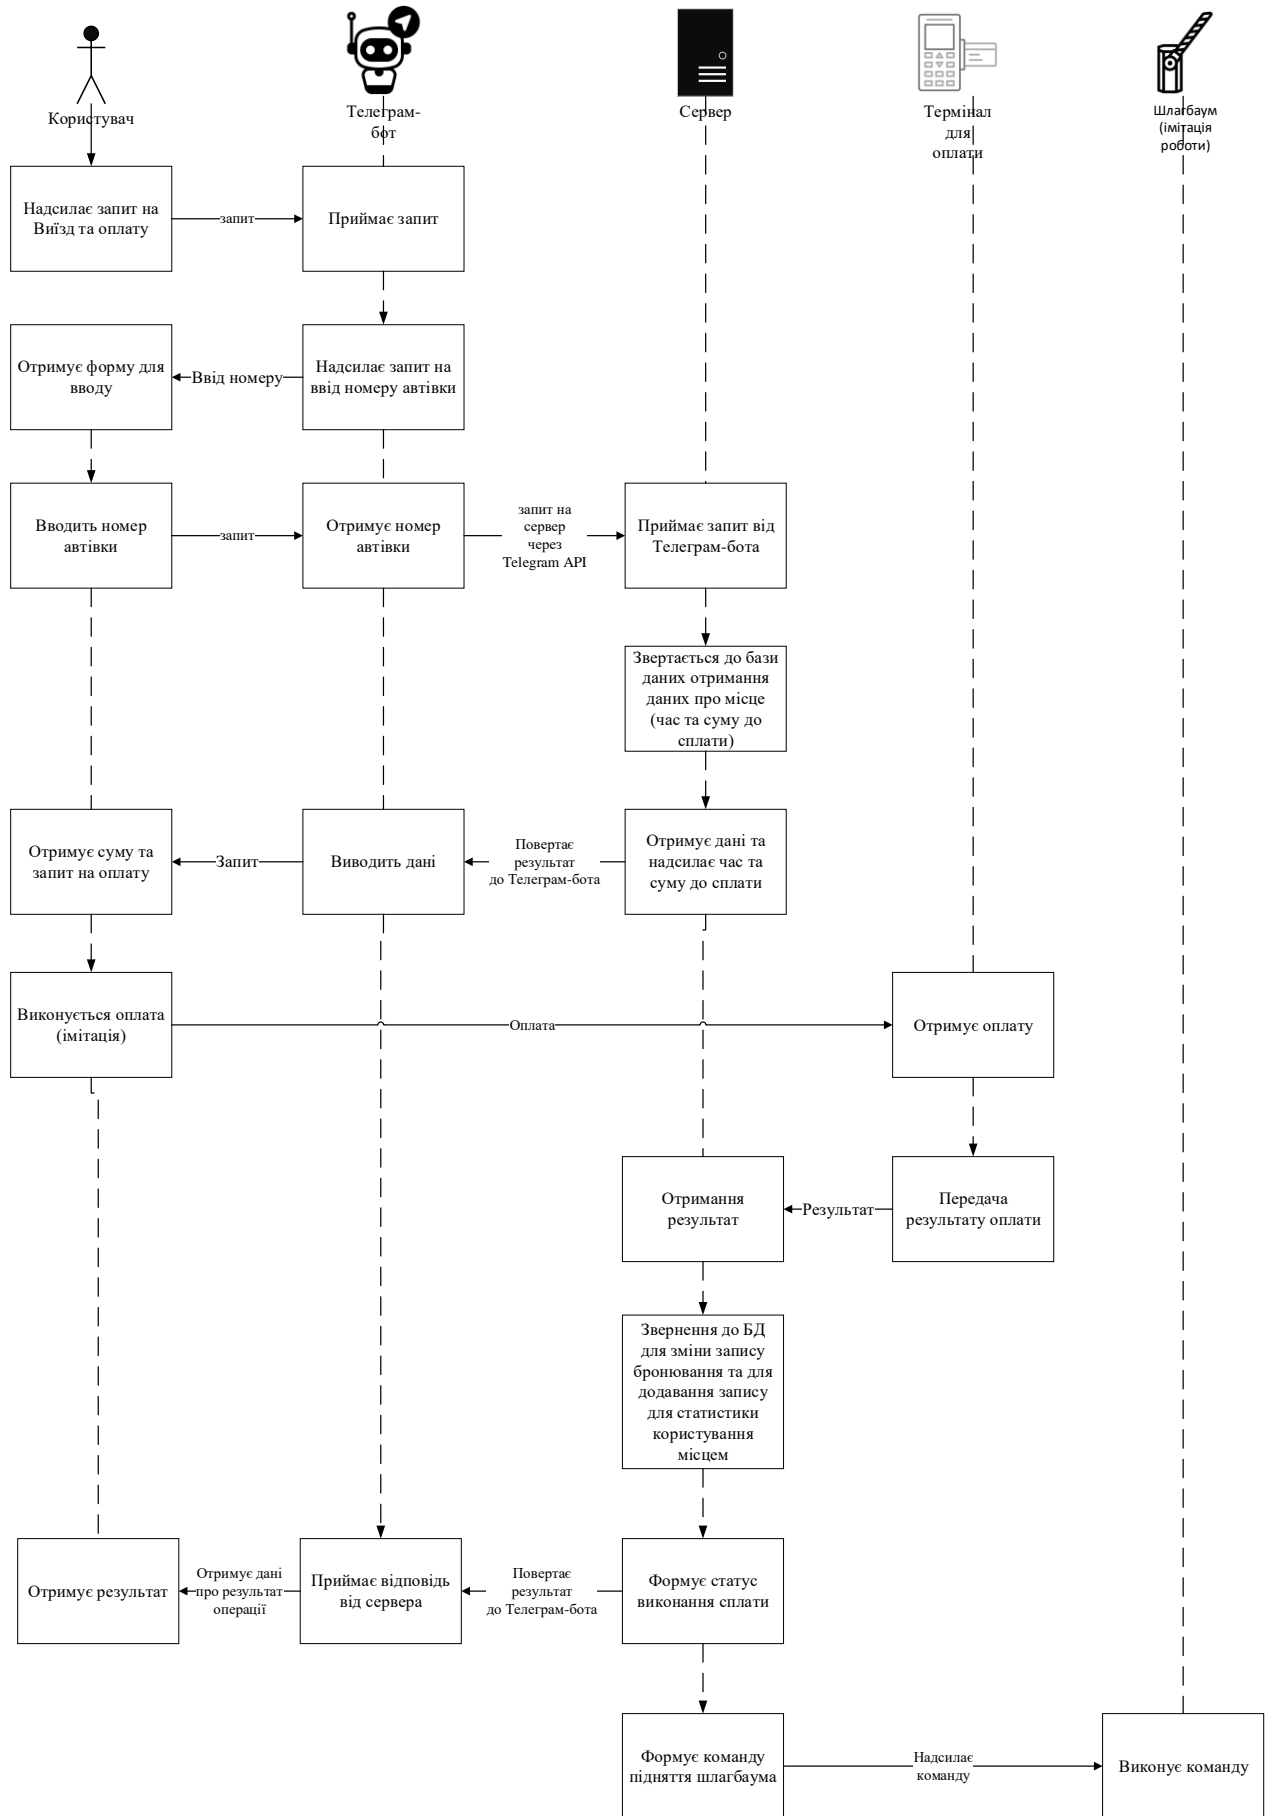 Користувач
Телеграм-
бот
Сервер
Термінал
для
оплати
Шлагбаум
(імітація
роботи)
Надсилає запит на
Виїзд та оплату
запит
Приймає запит
Отримує форму для
вводу
Ввід номеру
Надсилає запит на
ввід номеру автівки
Вводить номер
автівки
запит
Отримує номер
автівки
запит на
сервер
через
Telegram API
Приймає запит від
Телеграм-бота
Звертається до бази
даних отримання
даних про місце
(час та суму до
сплати)
Отримує суму та
запит на оплату
Запит
Виводить дані
Повертає
результат
до Телеграм-бота
Отримує дані та
надсилає час та
суму до сплати
Виконується оплата
(імітація)
Оплата
Отримує оплату
Отримання
результат
Результат
Передача
результату оплати
Звернення до БД
для зміни запису
бронювання та для
додавання запису
для статистики
користування
місцем
Отримує результат
Отримує дані
про результат
операції
Приймає відповідь
від сервера
Повертає
результат
до Телеграм-бота
Формує статус
виконання сплати
Формує команду
підняття шлагбаума
Надсилає
команду
Виконує команду